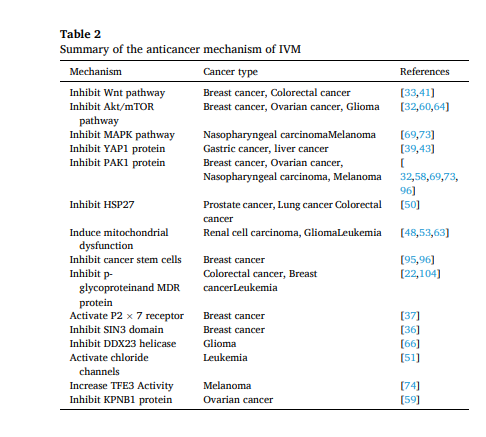 Table 2
Summary of the anticancer mechanism of IVM
Mechanism Cancer type References
Inhibit Wnt pathway Breast cancer, Colorectal cancer [33,41]
Inhibit Akt/mTOR Breast cancer, Ovarian cancer, Glioma [32,60,64]
pathway
Inhibit MAPK pathway Nasopharyngeal carcinomaMelanoma [69,73]
Inhibit YAP1 protein Gastric cancer, liver cancer [39,43]
Inhibit PAK1 protein Breast cancer, Ovarian cancer, [
Nasopharyngeal carcinoma, Melanoma 32,58,69,73,
96]
Inhibit HSP27 Prostate cancer, Lung cancer Colorectal [50]
cancer
Induce mitochondrial Renal cell carcinoma, GliomaLeukemia [48,53,63]
dysfunction
Inhibit cancer stem cells Breast cancer [95,96]
Inhibit p- Colorectal cancer, Breast [22,104]
glycoproteinand MDR cancerLeukemia
protein
Activate P2 × 7 receptor Breast cancer [37]
Inhibit SIN3 domain Breast cancer [36]
Inhibit DDX23 helicase Glioma [66]
Activate chloride Leukemia [51]
channels
Increase TFE3 Activity Melanoma [74]
Inhibit KPNB1 protein Ovarian cancer [59]